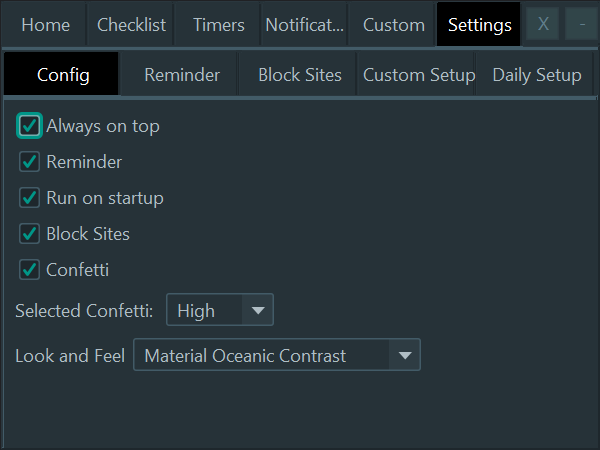 Home Checklist Timers Notificat... Custom Settings X -
Config Reminder Block Sites Custom Setup Daily Setup
Always on top
Reminder
Run on startup
Block Sites
Confetti
Selected Confetti: High
Look and Feel Material Oceanic Contrast